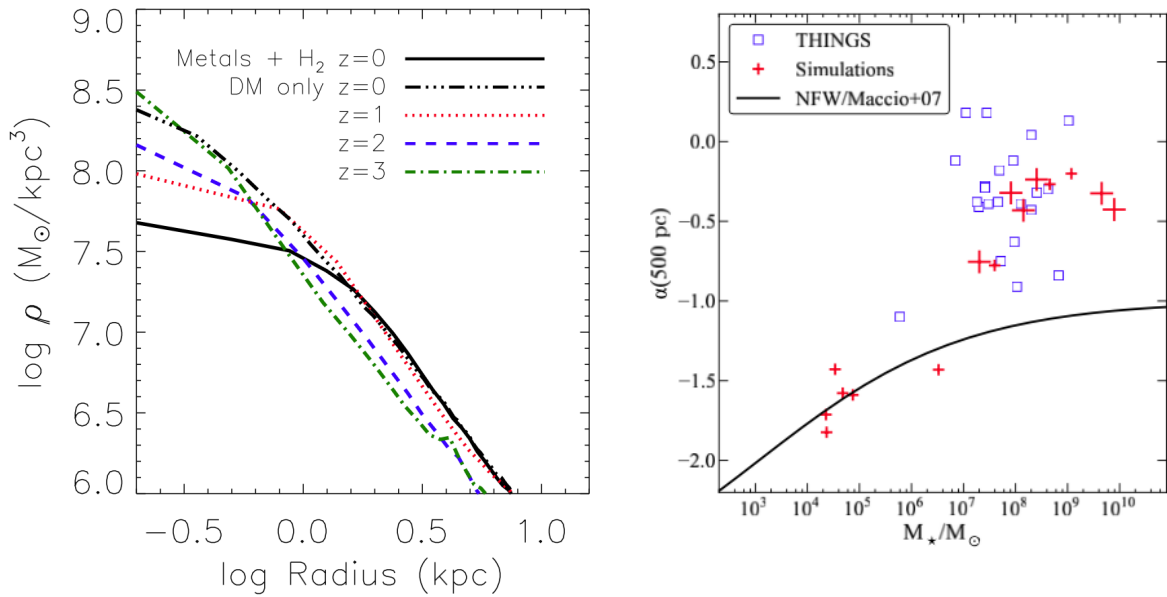 9.0
8.5
8.0
7.5
7.0
6.5
6.0
log ρ (M⊙/kpc³)
Metals + H₂ z=0
DM only z=0
z=1
z=2
z=3
−0.5 0.0 0.5 1.0
log Radius (kpc)
THINGS
Simulations
NFW/Maccio+07
0.5
0.0
−0.5
−1.0
−1.5
−2.0
α(500 pc)
10³ 10⁴ 10⁵ 10⁶ 10⁷ 10⁸ 10⁹ 10¹⁰
M⋆/M⊙